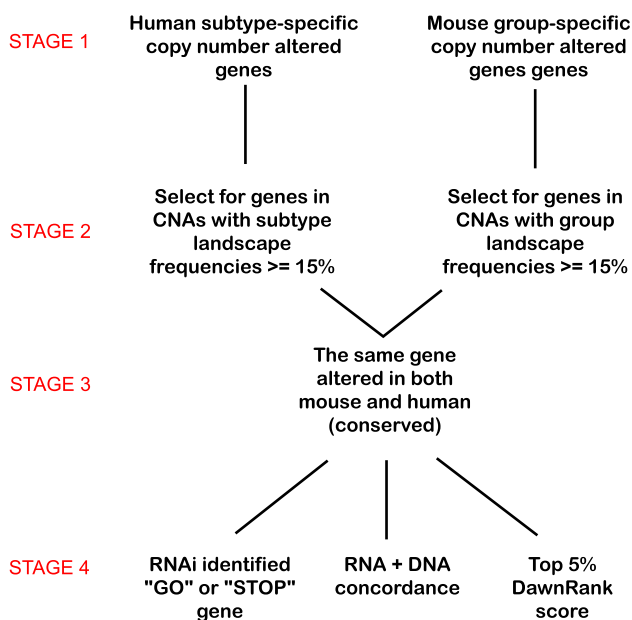 STAGE 1
Human subtype-specific
copy number altered
genes
Mouse group-specific
copy number altered
genes genes
STAGE 2
Select for genes in
CNAs with subtype
landscape
frequencies >= 15%
Select for genes in
CNAs with group
landscape
frequencies >= 15%
STAGE 3
The same gene
altered in both
mouse and human
(conserved)
STAGE 4
RNAi identified
"GO" or "STOP"
gene
RNA + DNA
concordance
Top 5%
DawnRank
score